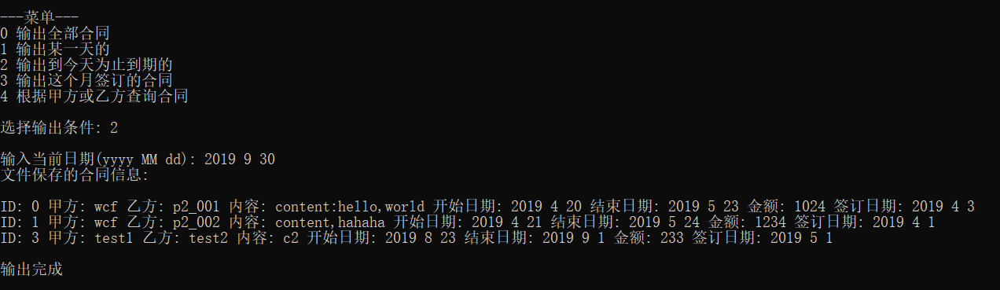 ---菜单---
0 输出全部合同
1 输出某一天的
2 输出到今天为止到期的
3 输出这个月签订的合同
4 根据甲方或乙方查询合同
选择输出条件: 2
输入当前日期(yyyy MM dd): 2019 9 30
文件保存的合同信息:
ID: 0 甲方: wcf 乙方: p2_001 内容: content:hello,world 开始日期: 2019 4 20 结束日期: 2019 5 23 金额: 1024 签订日期: 2019 4 3
ID: 1 甲方: wcf 乙方: p2_002 内容: content,hahaha 开始日期: 2019 4 21 结束日期: 2019 5 24 金额: 1234 签订日期: 2019 4 1
ID: 3 甲方: test1 乙方: test2 内容: c2 开始日期: 2019 8 23 结束日期: 2019 9 1 金额: 233 签订日期: 2019 5 1
输出完成